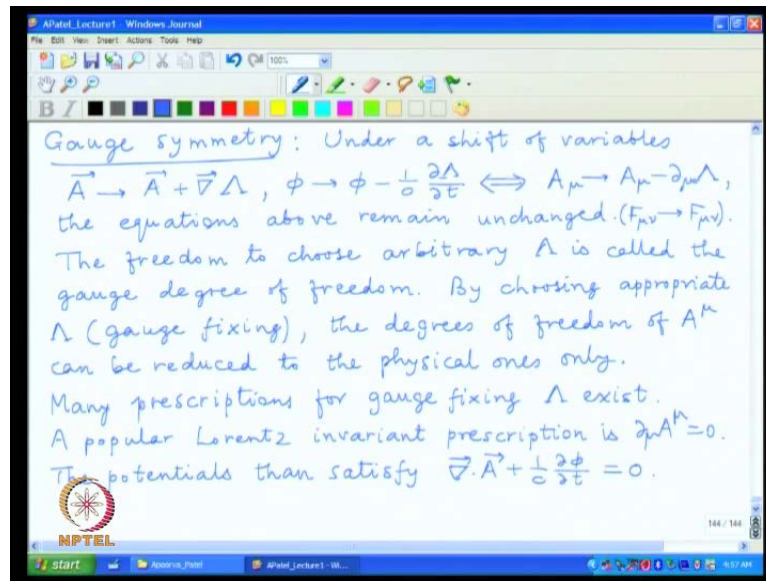 APatel_Lecture1 - Windows Journal
File Edit View Insert Actions Tools Help
100%
B I
Gauge symmetry: Under a shift of variables
A⃗ → A⃗ + ∇⃗Λ, ϕ → ϕ - 1/c ∂Λ/∂t ⟺ Aμ → Aμ - ∂μΛ,
the equations above remain unchanged. (Fμν → Fμν).
The freedom to choose arbitrary Λ is called the
gauge degree of freedom. By choosing appropriate
Λ (gauge fixing), the degrees of freedom of A^μ
can be reduced to the physical ones only.
Many prescriptions for gauge fixing Λ exist.
A popular Lorentz invariant prescription is ∂μA^μ = 0.
The potentials than satisfy ∇⃗·A⃗ + 1/c ∂ϕ/∂t = 0.
NPTEL
144 / 144
start Apoorva_Patel APatel_Lecture1 - Wi... 4:57 AM